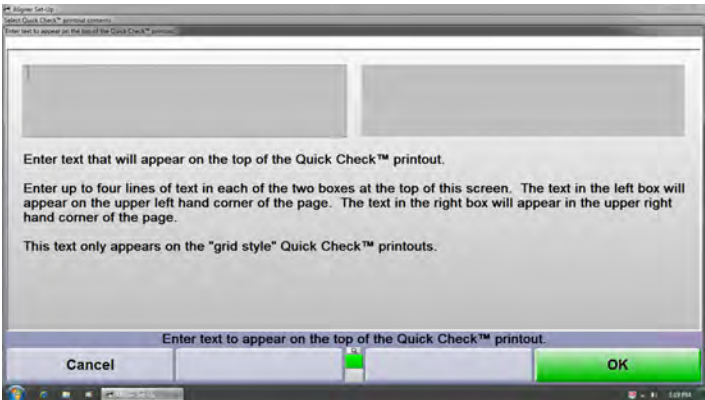 Aligner Set-Up
Select Quick Check™ printout contents
Enter text to appear on the top of the Quick Check™ printout.
Enter text that will appear on the top of the Quick Check™ printout.
Enter up to four lines of text in each of the two boxes at the top of this screen. The text in the left box will
appear on the upper left hand corner of the page. The text in the right box will appear in the upper right
hand corner of the page.
This text only appears on the "grid style" Quick Check™ printouts.
Enter text to appear on the top of the Quick Check™ printout.
Cancel
OK